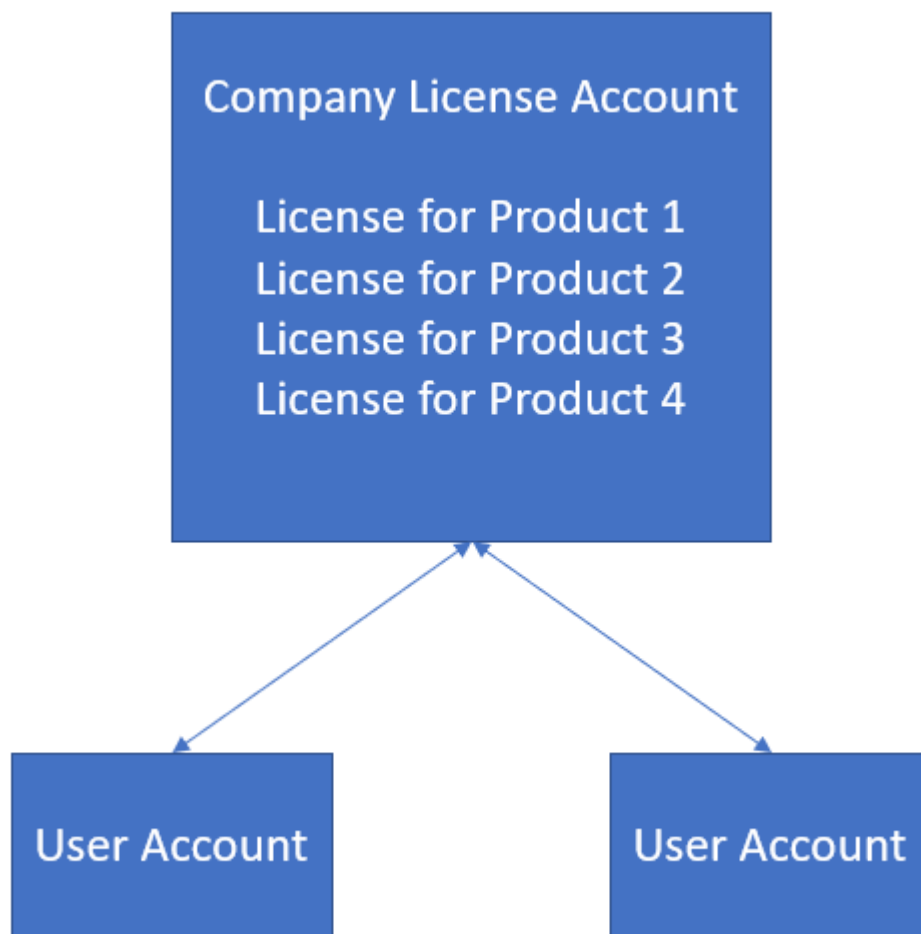 Company License Account
License for Product 1
License for Product 2
License for Product 3
License for Product 4
User Account
User Account